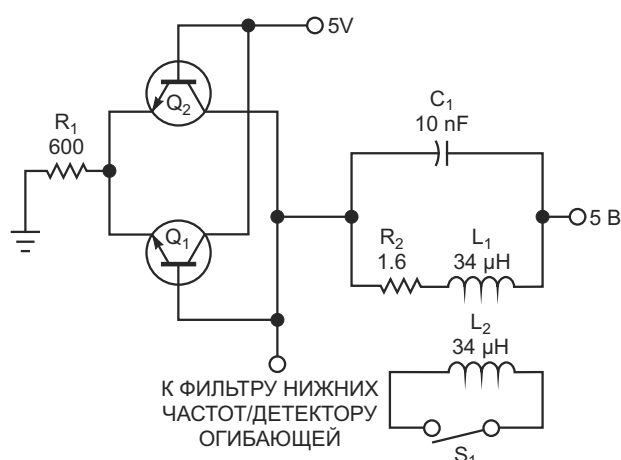 5V
Q₂
R₁
600
Q₁
C₁
10 nF
5 В
R₂
1.6
L₁
34 µH
L₂
34 µH
S₁
К ФИЛЬТРУ НИЖНИХ
ЧАСТОТ/ДЕТЕКТОРУ
ОГИБАЮЩЕЙ